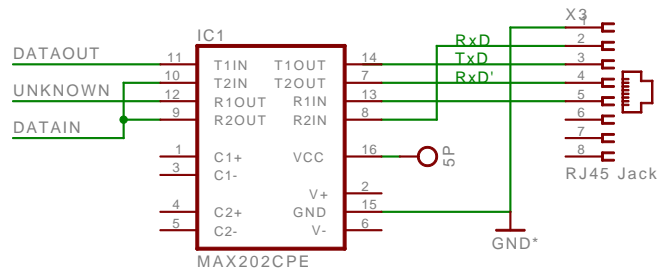 IC1
X3
DATAOUT 11 T1IN T1OUT 14 TxD 3
10 T2IN T2OUT 7 RxD' 4
UNKNOWN 12 R1OUT R1IN 13 5
DATAIN 9 R2OUT R2IN 8 RxD 2
1
6
7
8
1 C1+ VCC 16 5P
3 C1-
V+ 2
4 C2+ GND 15
5 C2- V- 6
RJ45 Jack
GND*
MAX202CPE